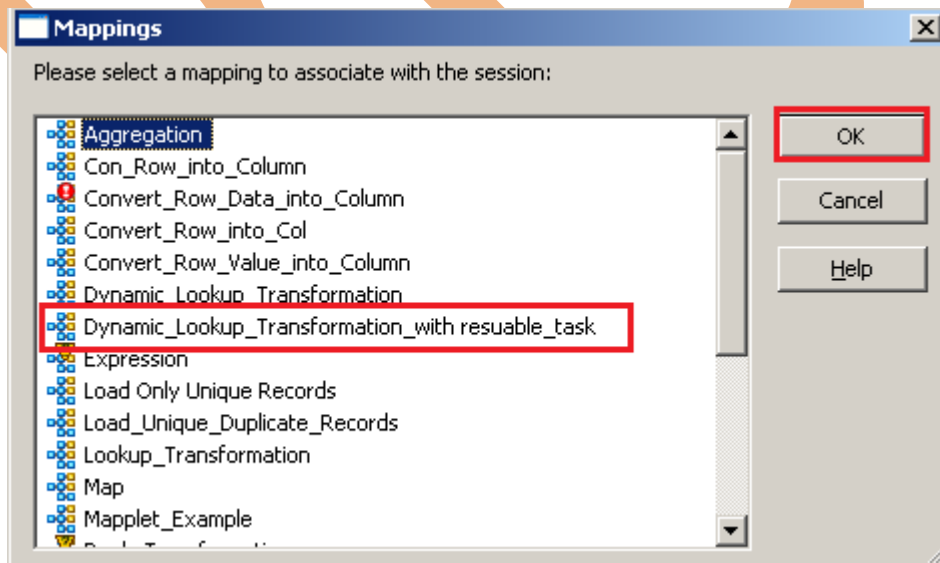 Mappings
Please select a mapping to associate with the session:
Aggregation
Con_Row_into_Column
Convert_Row_Data_into_Column
Convert_Row_into_Col
Convert_Row_Value_into_Column
Dynamic_Lookup_Transformation
Dynamic_Lookup_Transformation_with resuable_task
Expression
Load Only Unique Records
Load_Unique_Duplicate_Records
Lookup_Transformation
Map
Mapplet_Example
OK
Cancel
Help